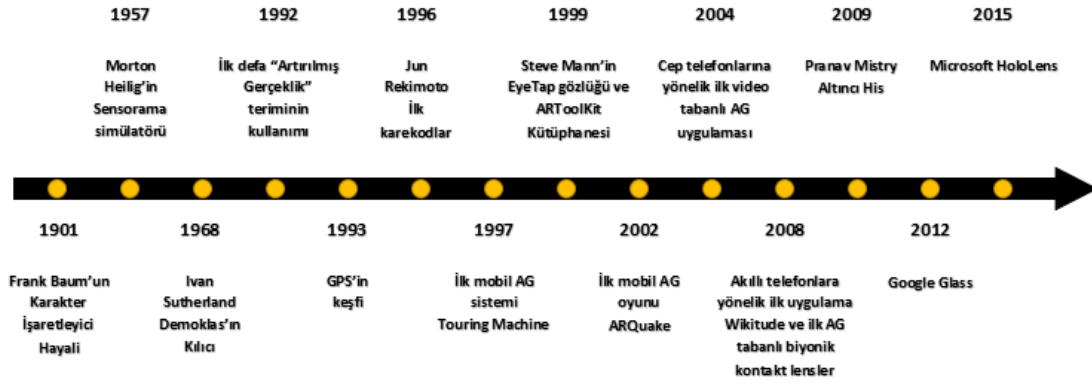 1957
Morton
Heilig'in
Sensorama
simülatörü
1992
İlk defa "Artırılmış
Gerçeklik"
teriminin
kullanımı
1996
Jun
Rekimoto
İlk
karekodlar
1999
Steve Mann'in
EyeTap gözlüğü ve
ARToolKit
Kütüphanesi
2004
Cep telefonlarına
yönelik ilk video
tabanlı AG
uygulaması
2009
Pranav Mistry
Altıncı His
2015
Microsoft HoloLens
1901
Frank Baum'un
Karakter
İşaretleyici
Hayali
1968
Ivan
Sutherland
Demoklas'ın
Kılıcı
1993
GPS'in
keşfi
1997
İlk mobil AG
sistemi
Touring Machine
2002
İlk mobil AG
oyunu
ARQuake
2008
Akıllı telefonlara
yönelik ilk uygulama
Wikitude ve ilk AG
tabanlı biyonik
kontakt lensler
2012
Google Glass